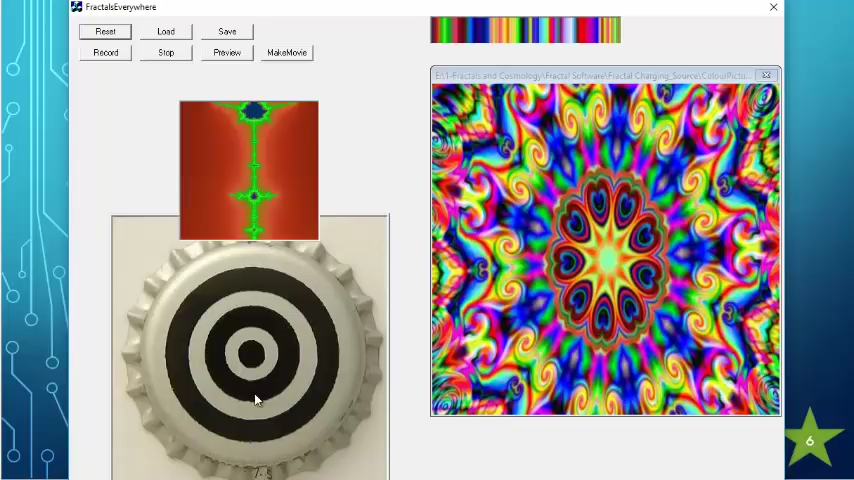 FractalsEverywhere
Reset Load Save
Record Stop Preview MakeMovie
E:\1-Fractals and Cosmology\Fractal Software\Fractal Charging_Source\ColourPictu...
6